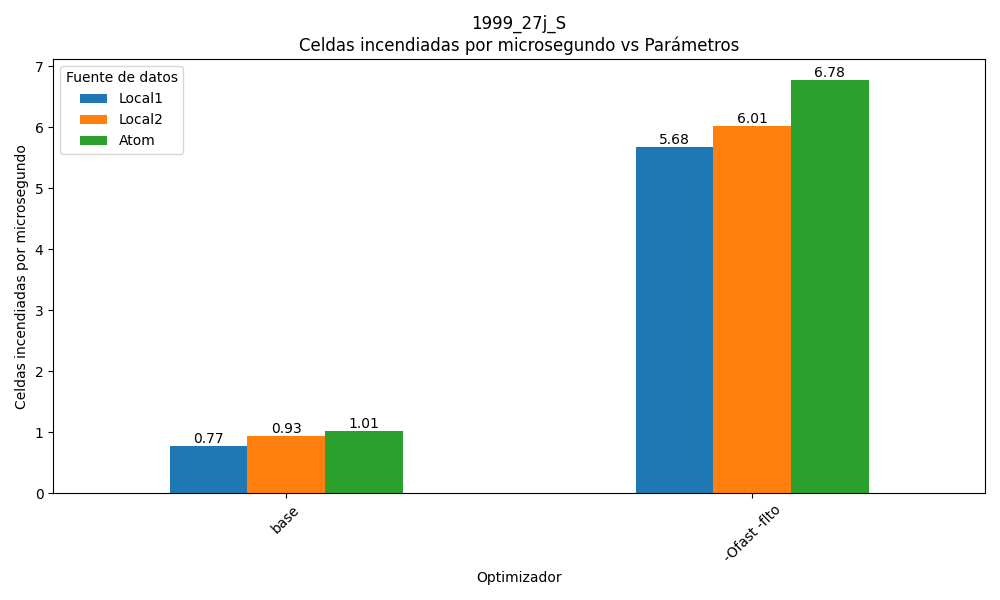 1999_27j_S
Celdas incendiadas por microsegundo vs Parámetros
Celdas incendiadas por microsegundo
7
6
5
4
3
2
1
0
Fuente de datos
Local1
Local2
Atom
0.77
0.93
1.01
5.68
6.01
6.78
base
-Ofast -flto
Optimizador